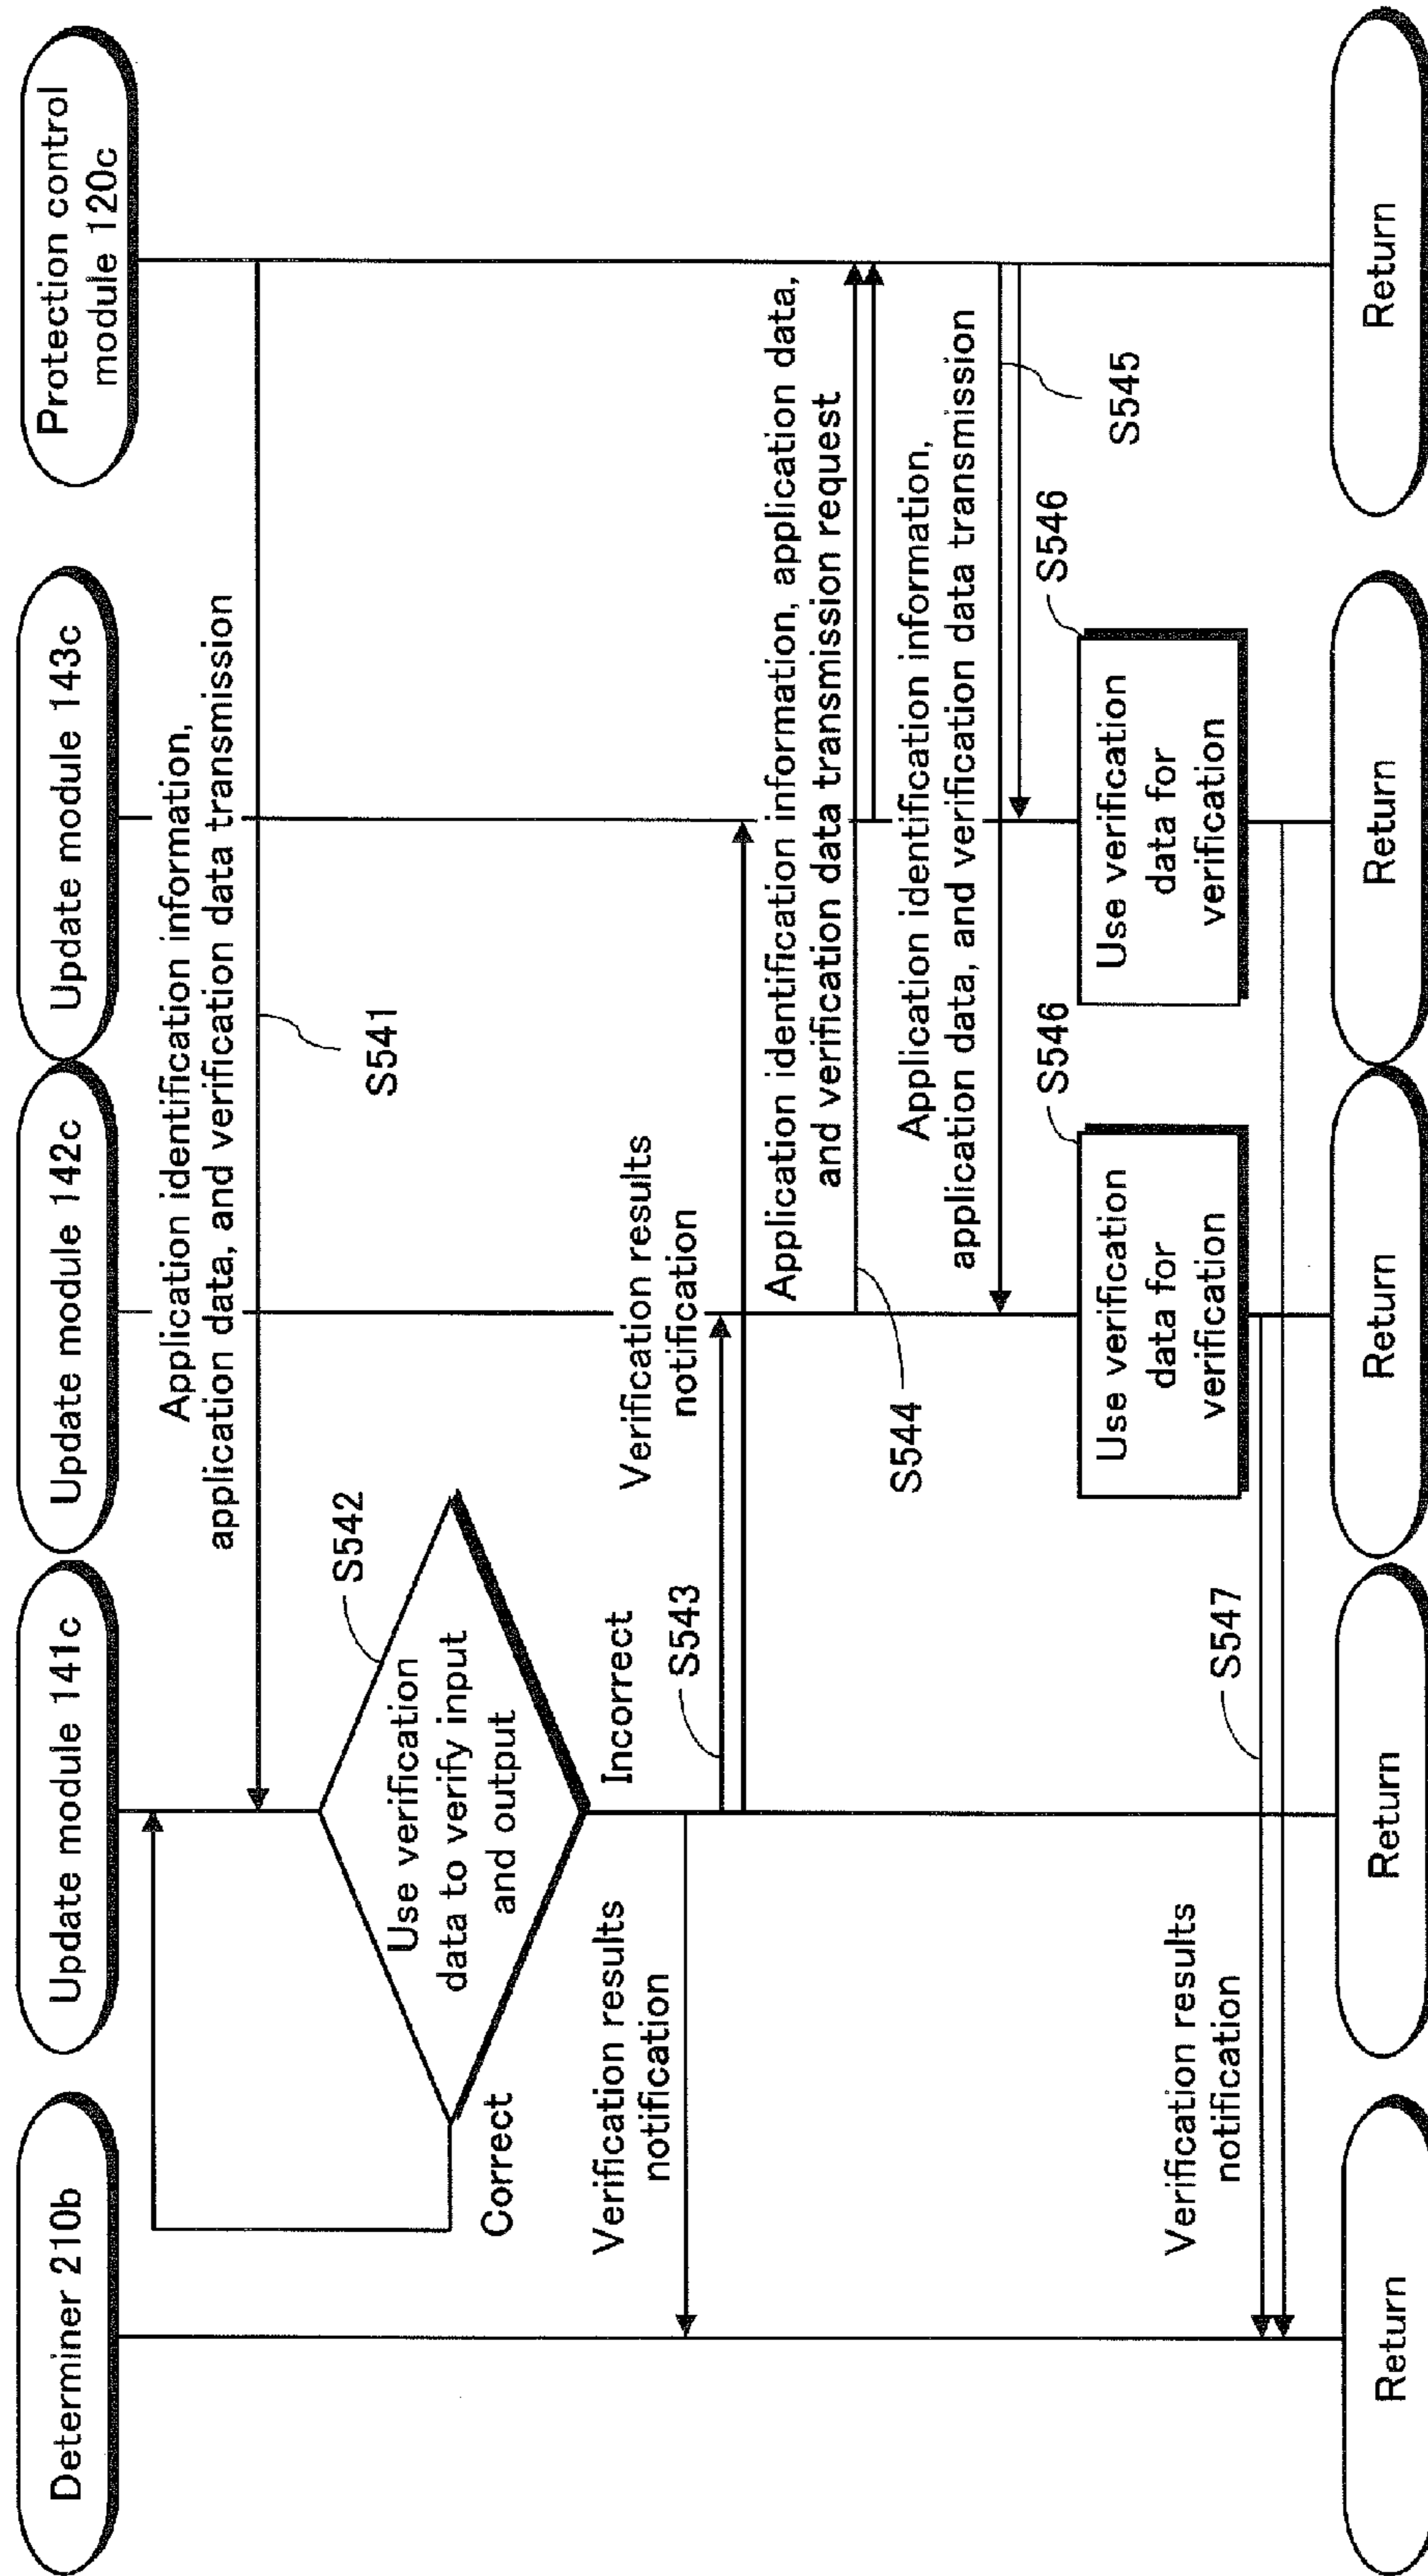 Determiner 210b
Update module 141c
Update module 142c
Update module 143c
Protection control
module 120c
Application identification information,
application data, and verification data transmission
S541
S542
Use verification
data to verify input
and output
Correct
Incorrect
Verification results
notification
S543
Verification results
notification
Application identification information, application data,
and verification data transmission request
S544
Application identification information,
application data, and verification data transmission
S545
S546
Use verification
data for
verification
S546
Use verification
data for
verification
S547
Verification results
notification
Return
Return
Return
Return
Return